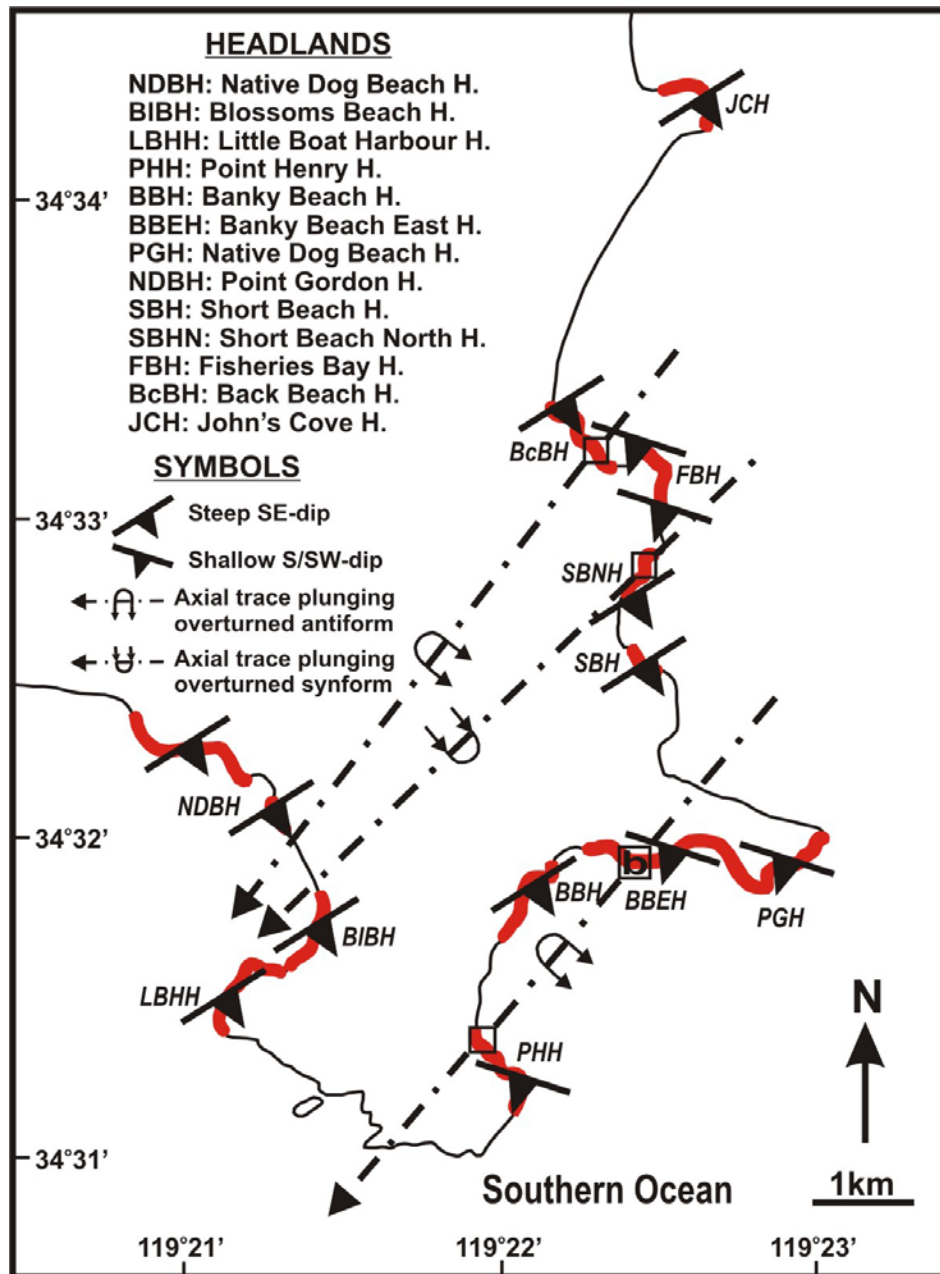 HEADLANDS
NDBH: Native Dog Beach H.
BIBH: Blossoms Beach H.
LBHH: Little Boat Harbour H.
PHH: Point Henry H.
BBH: Banky Beach H.
BBEH: Banky Beach East H.
PGH: Native Dog Beach H.
NDBH: Point Gordon H.
SBH: Short Beach H.
SBHN: Short Beach North H.
FBH: Fisheries Bay H.
BcBH: Back Beach H.
JCH: John's Cove H.
SYMBOLS
Steep SE-dip
Shallow S/SW-dip
Axial trace plunging
overturned antiform
Axial trace plunging
overturned synform
JCH
34°34'
BcBH
FBH
34°33'
SBNH
SBH
NDBH
34°32'
b
BBH
BBEH
PGH
BIBH
LBHH
N
PHH
34°31'
Southern Ocean
1km
119°21'
119°22'
119°23'